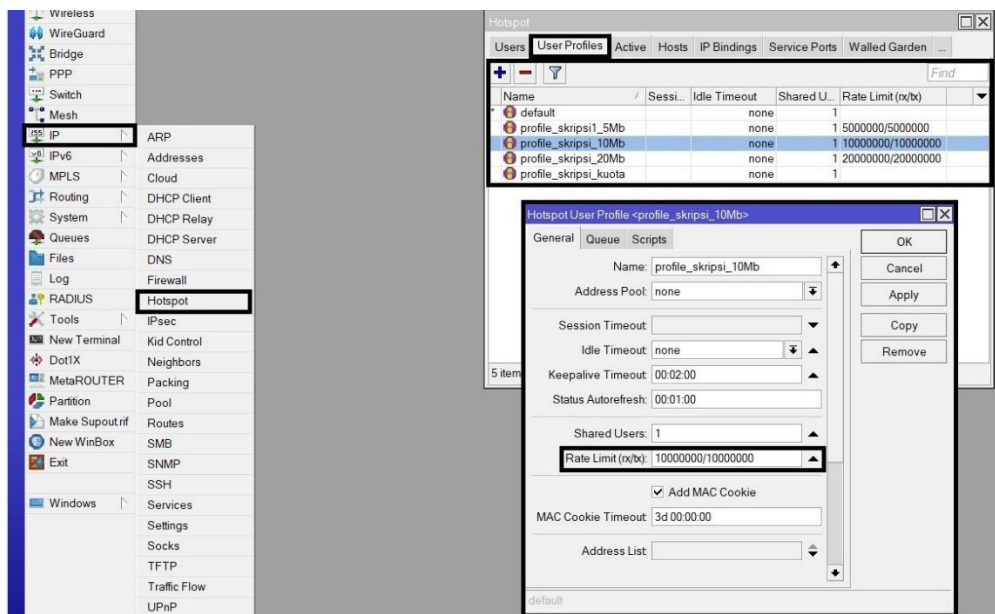 Wireless
WireGuard
Bridge
PPP
Switch
Mesh
IP
IPv6
MPLS
Routing
System
Queues
Files
Log
RADIUS
Tools
New Terminal
Dot1X
MetaROUTER
Partition
Make Supout.rif
New WinBox
Exit
Windows
ARP
Addresses
Cloud
DHCP Client
DHCP Relay
DHCP Server
DNS
Firewall
Hotspot
IPsec
Kid Control
Neighbors
Packing
Pool
Routes
SMB
SNMP
SSH
Services
Settings
Socks
TFTP
Traffic Flow
UPnP
Hotspot
Users User Profiles Active Hosts IP Bindings Service Ports Walled Garden ...
Find
Name / Sessi... Idle Timeout Shared U... Rate Limit (rx/tx)
* default none 1
profile_skripsi1_5Mb none 1 5000000/5000000
profile_skripsi_10Mb none 1 10000000/10000000
profile_skripsi_20Mb none 1 20000000/20000000
profile_skripsi_kuota none 1
5 item
Hotspot User Profile <profile_skripsi_10Mb>
General Queue Scripts
Name: profile_skripsi_10Mb
Address Pool: none
Session Timeout:
Idle Timeout: none
Keepalive Timeout: 00:02:00
Status Autorefresh: 00:01:00
Shared Users: 1
Rate Limit (rx/tx): 10000000/10000000
Add MAC Cookie
MAC Cookie Timeout: 3d 00:00:00
Address List:
default
OK
Cancel
Apply
Copy
Remove